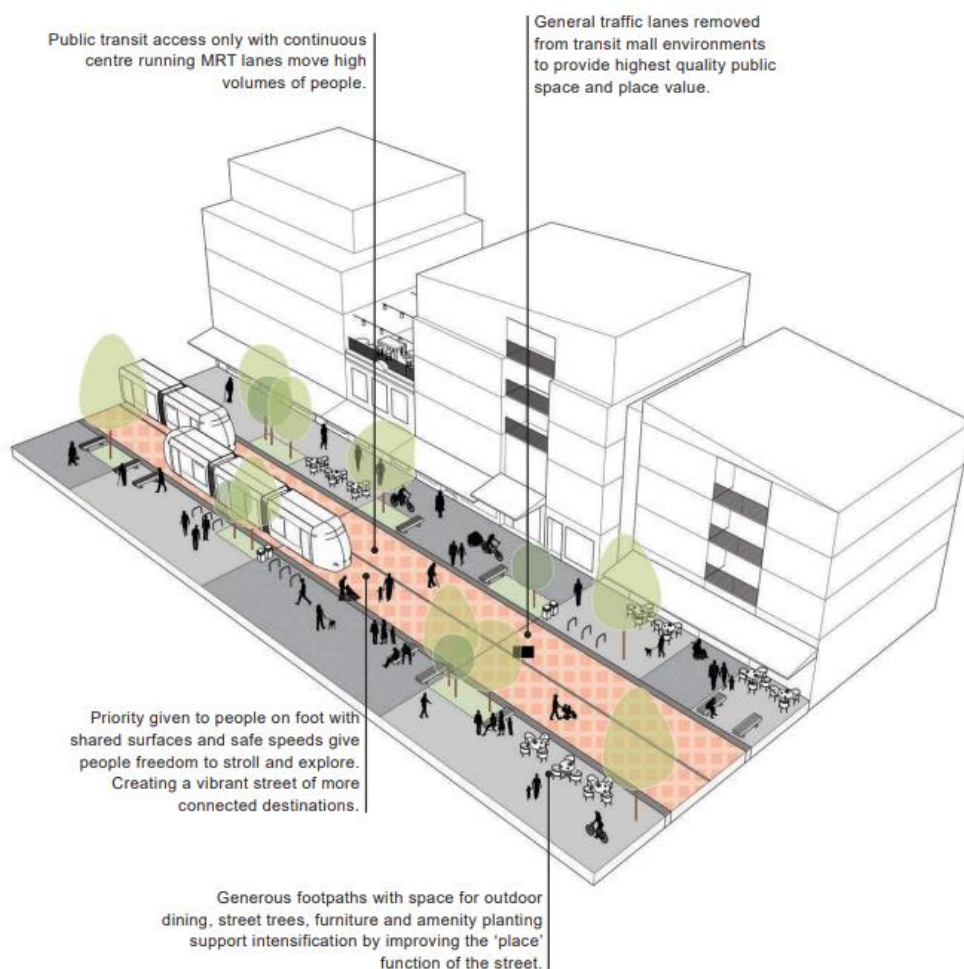 Public transit access only with continuous
centre running MRT lanes move high
volumes of people.
General traffic lanes removed
from transit mall environments
to provide highest quality public
space and place value.
Priority given to people on foot with
shared surfaces and safe speeds give
people freedom to stroll and explore.
Creating a vibrant street of more
connected destinations.
Generous footpaths with space for outdoor
dining, street trees, furniture and amenity planting
support intensification by improving the ‘place’
function of the street.